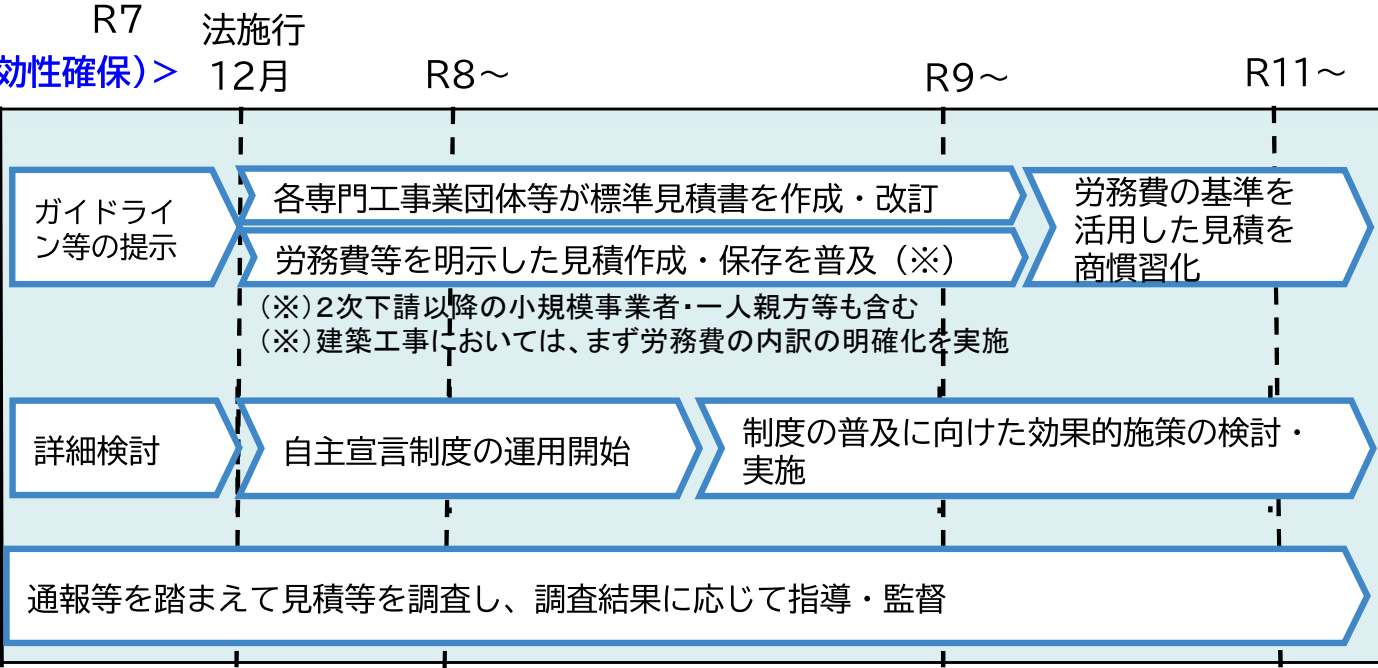 R7
法施行
12月
効性確保)>
R8～
R9～
R11～
ガイドライ
ン等の提示
各専門工事業団体等が標準見積書を作成・改訂
労務費等を明示した見積作成・保存を普及（※）
労務費の基準を
活用した見積を
商慣習化
（※）2次下請以降の小規模事業者・一人親方等も含む
（※）建築工事においては、まず労務費の内訳の明確化を実施
詳細検討
自主宣言制度の運用開始
制度の普及に向けた効果的施策の検討・
実施
通報等を踏まえて見積等を調査し、調査結果に応じて指導・監督